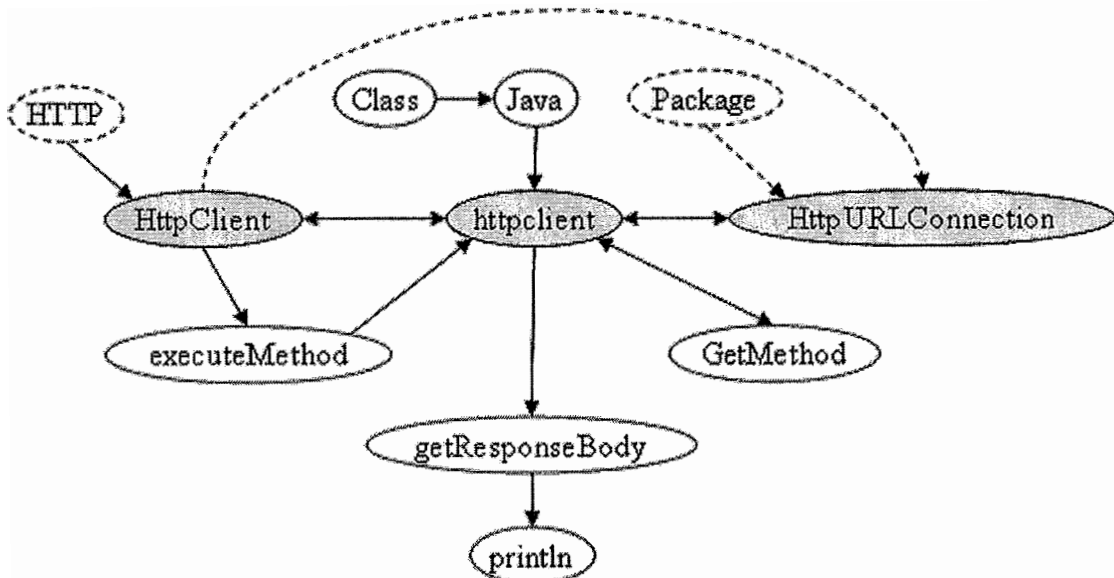 HTTP
Class
Java
Package
HttpClient
httpclient
HttpURLConnection
executeMethod
GetMethod
getResponseBody
println